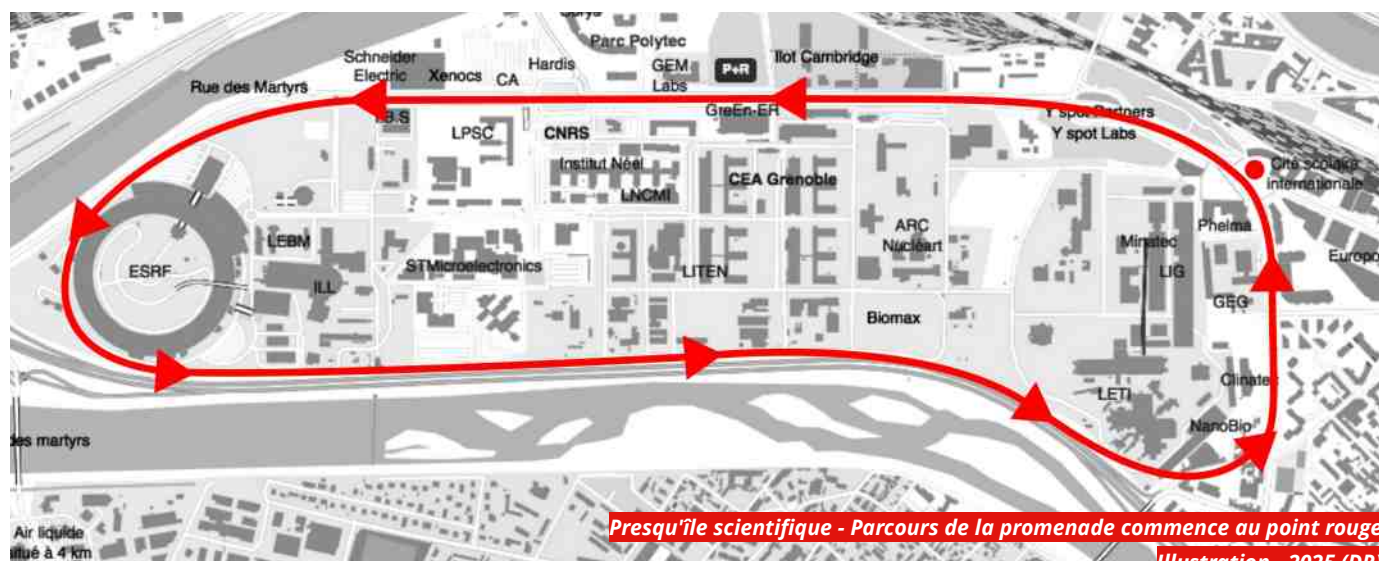 Parc Polytec
Schneider
Electric
Xenocs
CA
Hardis
GEM
Labs
P+R
Ilot Cambridge
Rue des Martyrs
GreEn-ER
LPSC
CNRS
Y spot Partners
Y spot Labs
Institut Néel
LNCMI
CEA Grenoble
Cité scolaire
internationale
ARC
Nucléart
Phelma
Minatec
LIG
GEG
LEBM
ESRF
ILL
STMicroelectronics
LITEN
Biomax
LETI
Clinatec
NanoBio
des martyrs
Air liquide
situé à 4 km
Presqu'île scientifique - Parcours de la promenade commence au point rouge
Illustration - 2025 (DR)